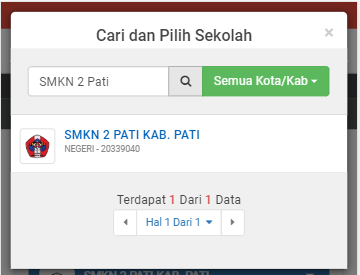 Cari dan Pilih Sekolah
×
SMKN 2 Pati
Semua Kota/Kab
SMKN 2 PATI KAB. PATI
NEGERI - 20339040
Terdapat 1 Dari 1 Data
Hal 1 Dari 1
SMKN 2 PATI KAB. PATI